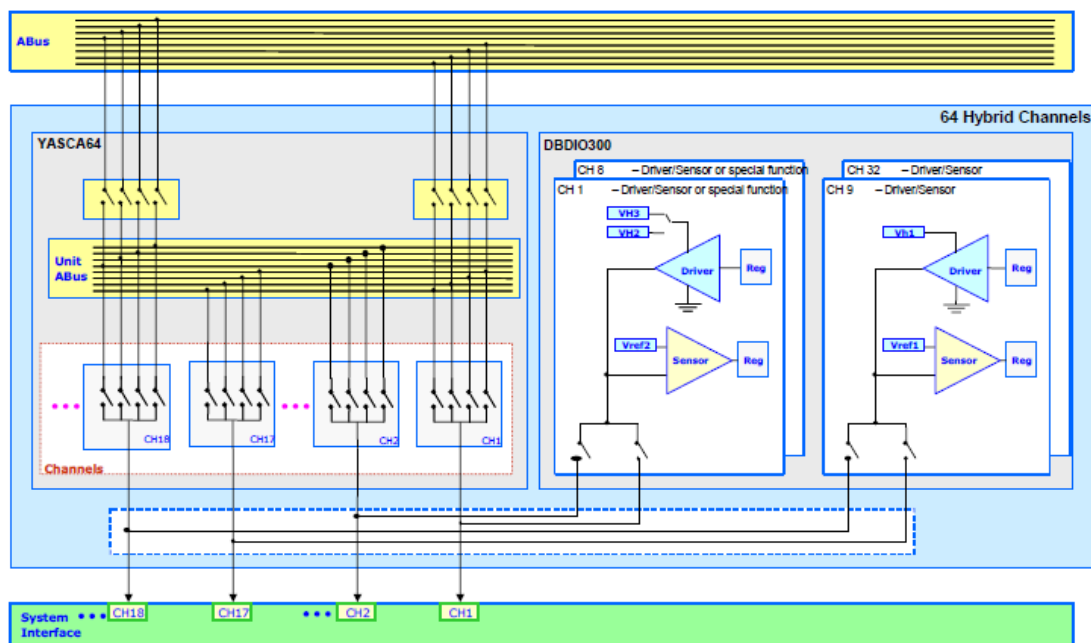 ABus
64 Hybrid Channels
YASCA64
DBDIO300
CH 8 – Driver/Sensor or special function
CH 32 – Driver/Sensor
CH 1 – Driver/Sensor or special function
CH 9 – Driver/Sensor
VH3
VH2
Vh1
Driver
Reg
Driver
Reg
Unit
ABus
Vref2
Sensor
Reg
Vref1
Sensor
Reg
CH18
CH17
CH2
CH1
Channels
System
Interface
CH18
CH17
CH2
CH1